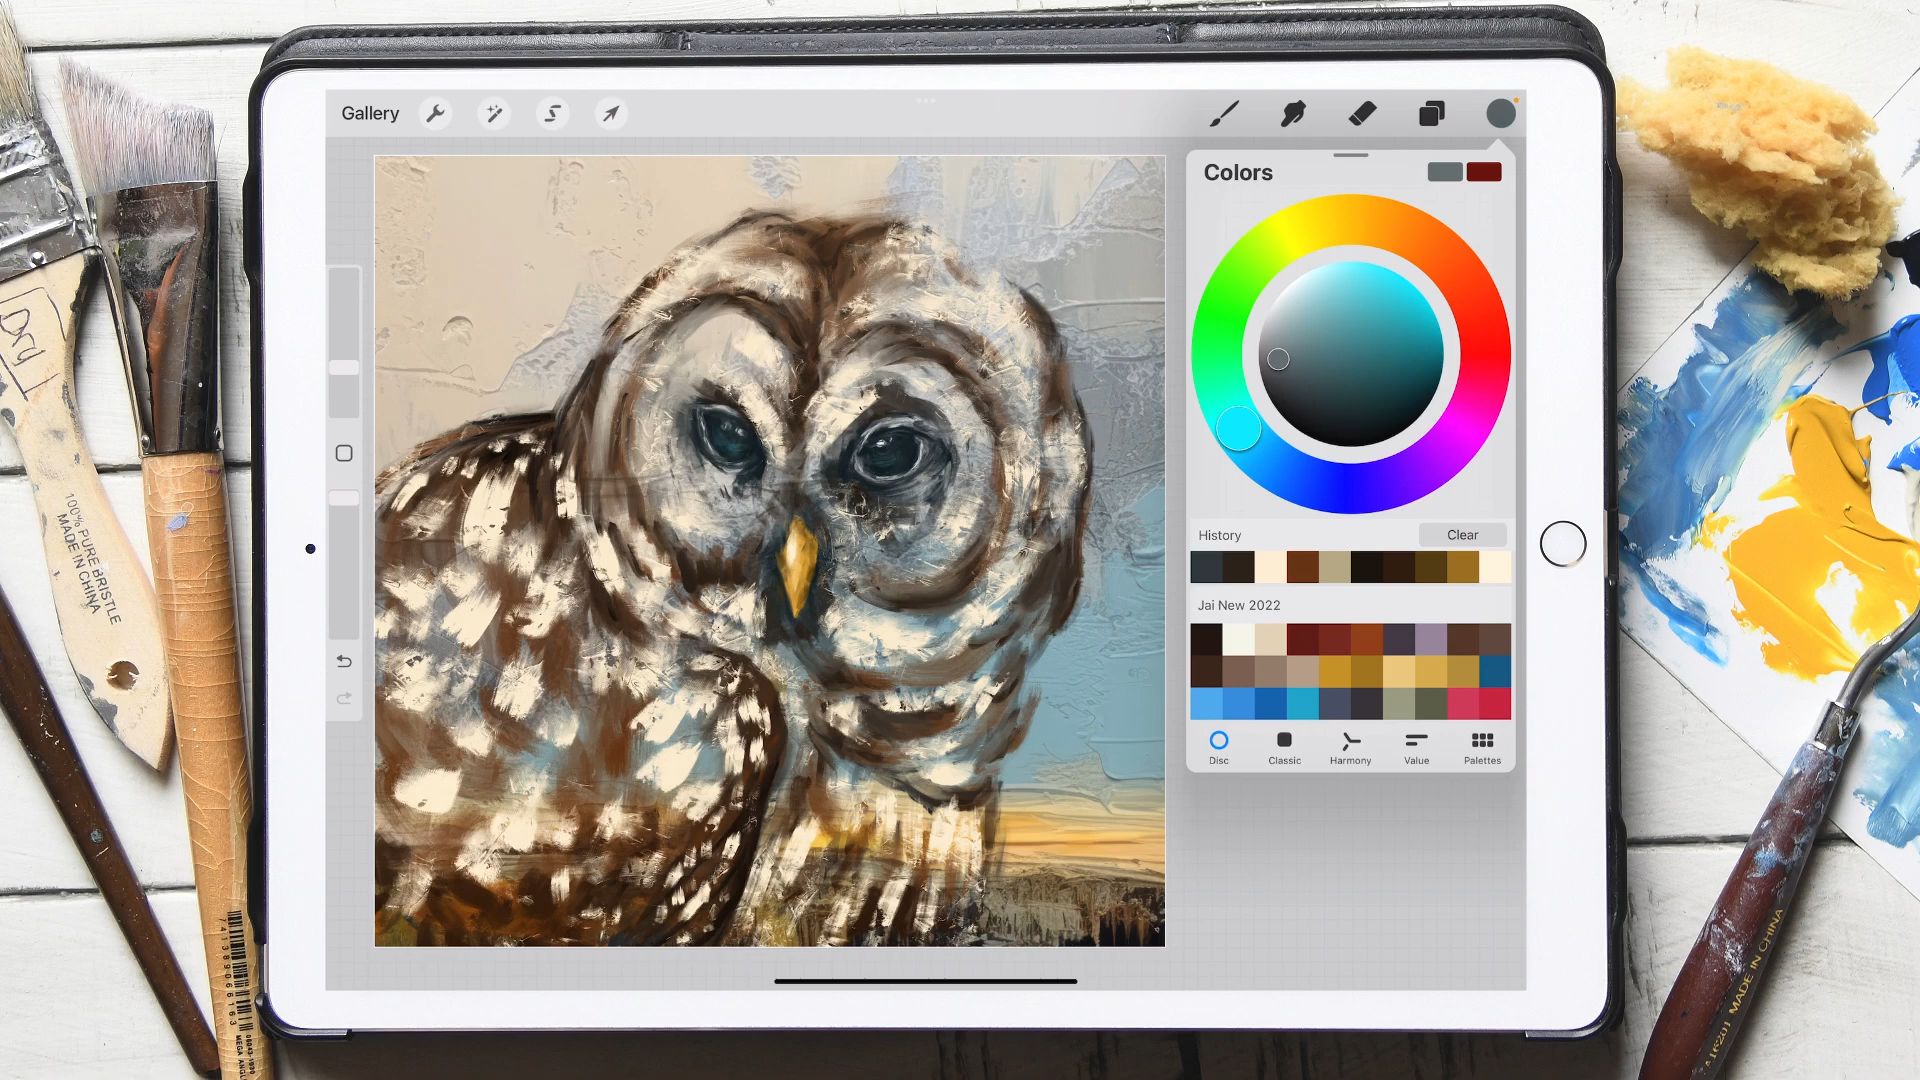 Gallery
Colors
History
Clear
Jai New 2022
Disc
Classic
Harmony
Value
Palettes
Dry
100% PURE BRISTLE
MADE IN CHINA
MADE IN CHINA